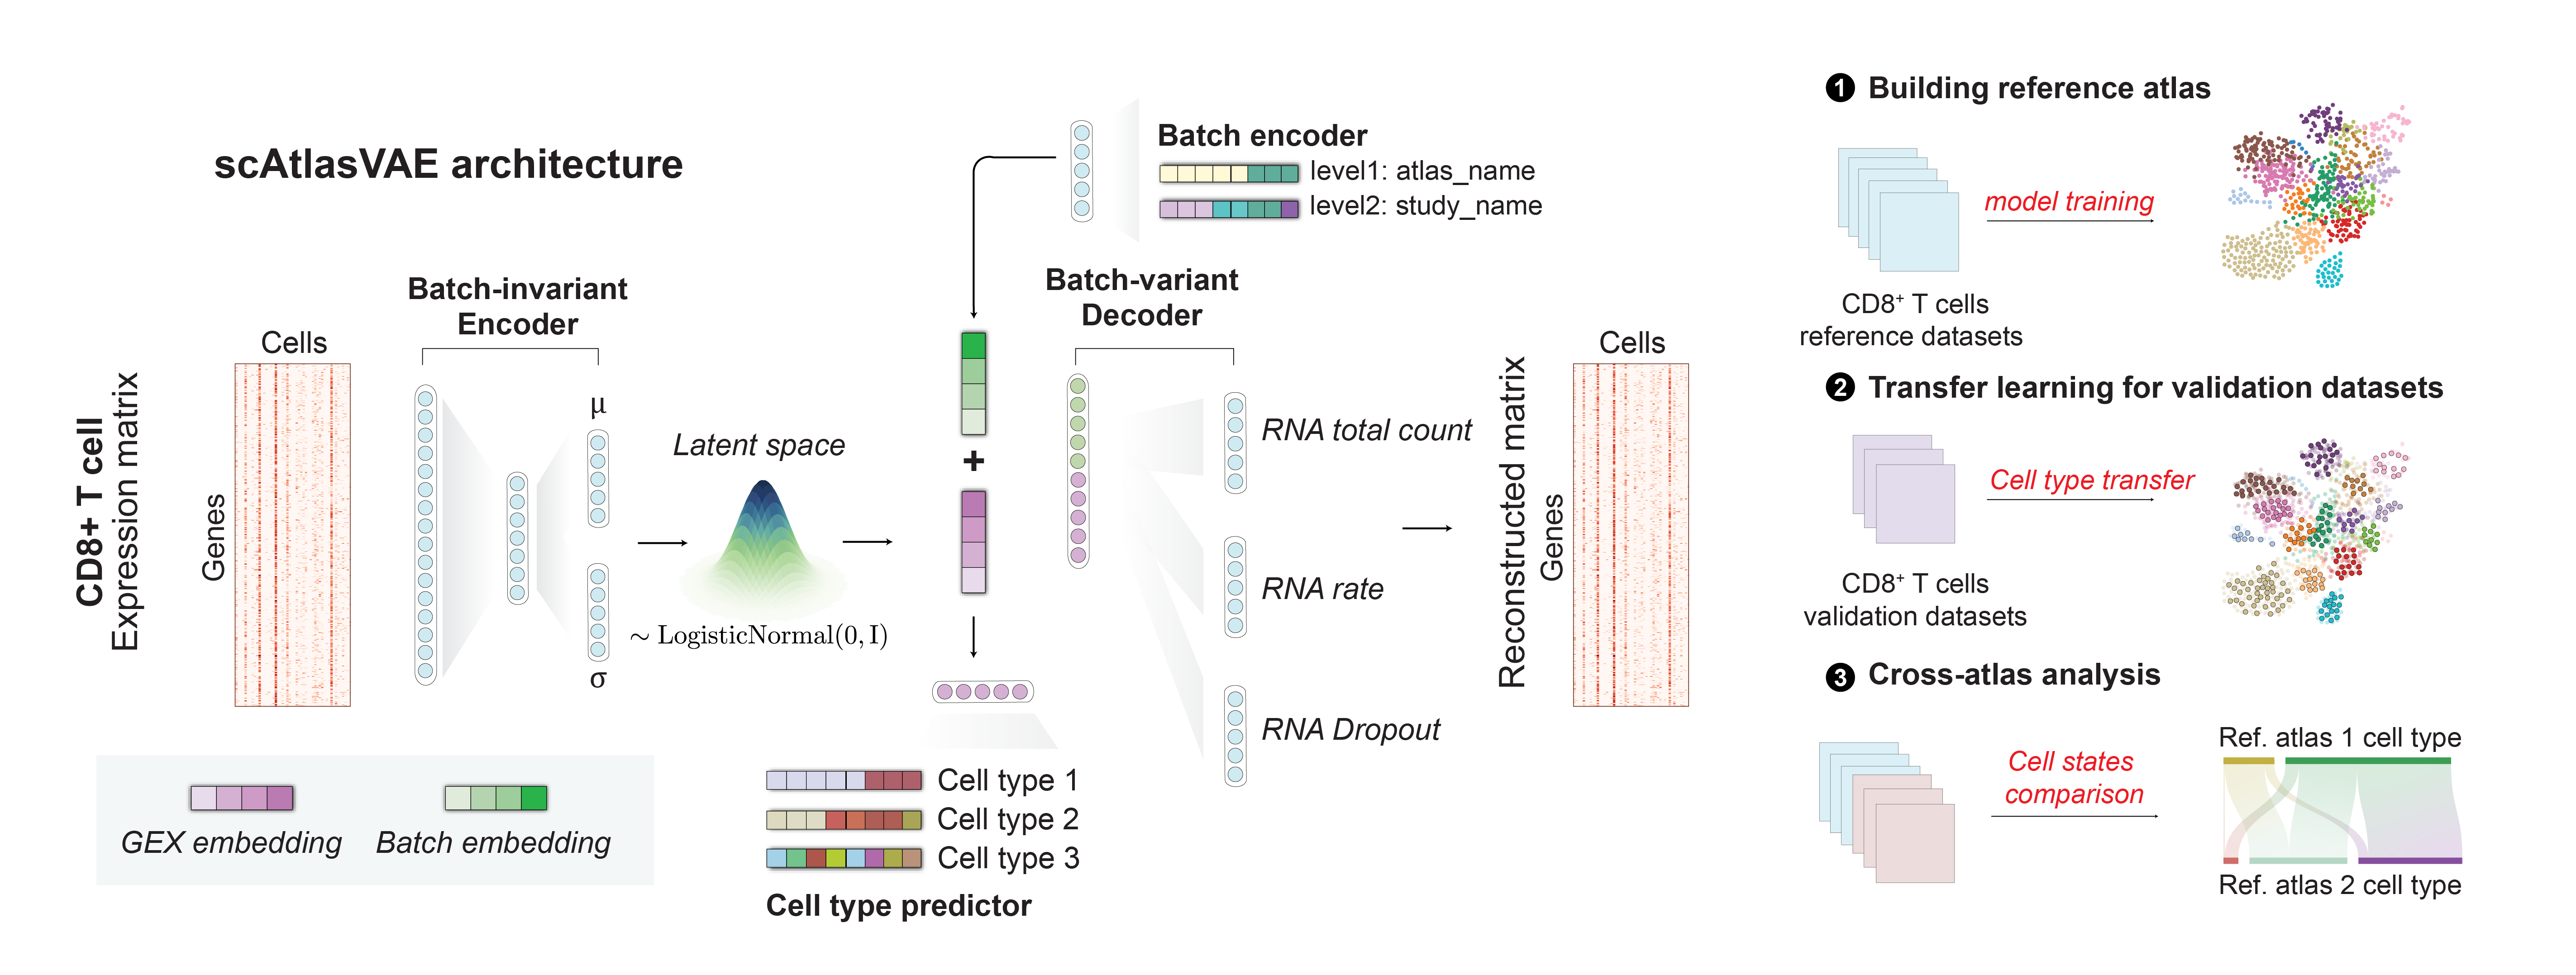 scAtlasVAE architecture
CD8+ T cell
Expression matrix
Cells
Genes
Batch-invariant
Encoder
μ
σ
Latent space
∼ LogisticNormal(0, I)
Batch encoder
level1: atlas_name
level2: study_name
+
Batch-variant
Decoder
RNA total count
RNA rate
RNA Dropout
Reconstructed matrix
Cells
Genes
GEX embedding
Batch embedding
Cell type 1
Cell type 2
Cell type 3
Cell type predictor
1 Building reference atlas
model training
CD8⁺ T cells
reference datasets
2 Transfer learning for validation datasets
Cell type transfer
CD8⁺ T cells
validation datasets
3 Cross-atlas analysis
Cell states
comparison
Ref. atlas 1 cell type
Ref. atlas 2 cell type